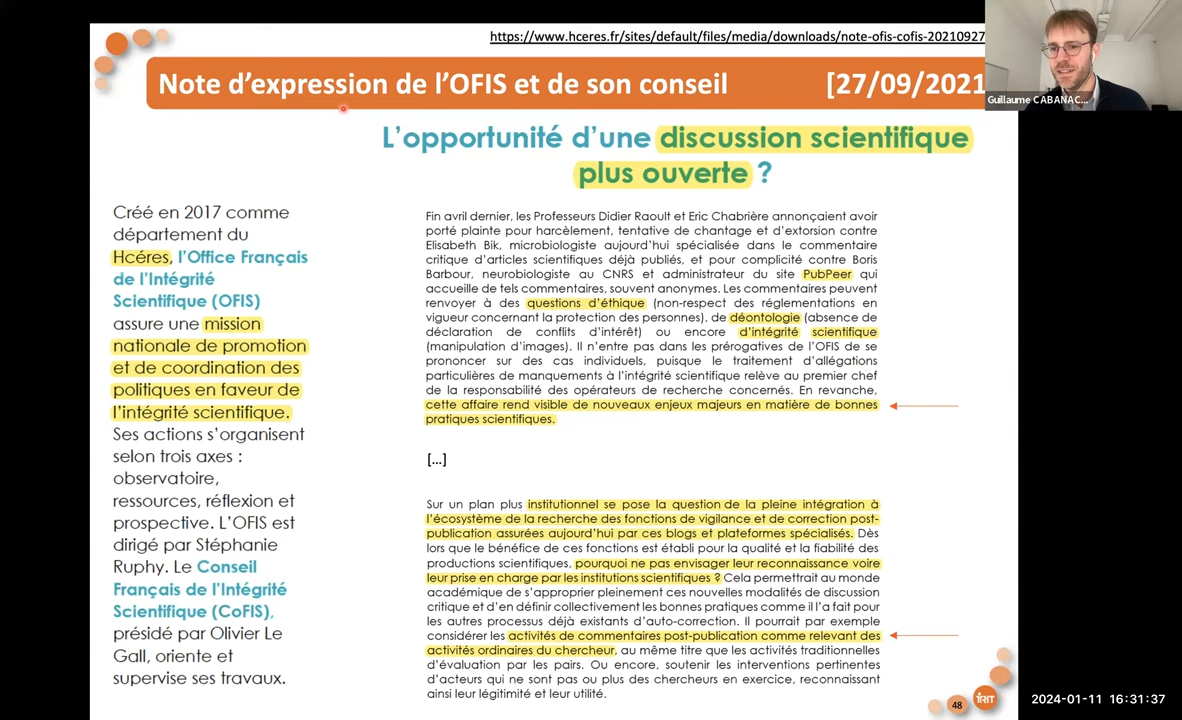 https://www.hceres.fr/sites/default/files/media/downloads/note-ofis-cofis-20210927
Note d'expression de l'OFIS et de son conseil [27/09/2021
Guillaume CABANAC...
L'opportunité d'une discussion scientifique
plus ouverte ?
Créé en 2017 comme
département du
Hcéres, l'Office Français
de l'Intégrité
Scientifique (OFIS)
assure une mission
nationale de promotion
et de coordination des
politiques en faveur de
l'intégrité scientifique.
Ses actions s'organisent
selon trois axes :
observatoire,
ressources, réflexion et
prospective. L'OFIS est
dirigé par Stéphanie
Ruphy. Le Conseil
Français de l'Intégrité
Scientifique (CoFIS),
présidé par Olivier Le
Gall, oriente et
supervise ses travaux.
Fin avril dernier, les Professeurs Didier Raoult et Eric Chabrière annonçaient avoir
porté plainte pour harcèlement, tentative de chantage et d'extorsion contre
Elisabeth Bik, microbiologiste aujourd'hui spécialisée dans le commentaire
critique d'articles scientifiques déjà publiés, et pour complicité contre Boris
Barbour, neurobiologiste au CNRS et administrateur du site PubPeer qui
accueille de tels commentaires, souvent anonymes. Les commentaires peuvent
renvoyer à des questions d'éthique (non-respect des réglementations en
vigueur concernant la protection des personnes), de déontologie (absence de
déclaration de conflits d'intérêt) ou encore d'intégrité scientifique
(manipulation d'images). Il n'entre pas dans les prérogatives de l'OFIS de se
prononcer sur des cas individuels, puisque le traitement d'allégations
particulières de manquements à l'intégrité scientifique relève au premier chef
de la responsabilité des opérateurs de recherche concernés. En revanche,
cette affaire rend visible de nouveaux enjeux majeurs en matière de bonnes
pratiques scientifiques.
[...]
Sur un plan plus institutionnel se pose la question de la pleine intégration à
l'écosystème de la recherche des fonctions de vigilance et de correction post-
publication assurées aujourd'hui par ces blogs et plateformes spécialisés. Dès
lors que le bénéfice de ces fonctions est établi pour la qualité et la fiabilité des
productions scientifiques, pourquoi ne pas envisager leur reconnaissance voire
leur prise en charge par les institutions scientifiques ? Cela permettrait au monde
académique de s'approprier pleinement ces nouvelles modalités de discussion
critique et d'en définir collectivement les bonnes pratiques comme il l'a fait pour
les autres processus déjà existants d'auto-correction. Il pourrait par exemple
considérer les activités de commentaires post-publication comme relevant des
activités ordinaires du chercheur, au même titre que les activités traditionnelles
d'évaluation par les pairs. Ou encore, soutenir les interventions pertinentes
d'acteurs qui ne sont pas ou plus des chercheurs en exercice, reconnaissant
ainsi leur légitimité et leur utilité.
48
IRIT
2024-01-11 16:31:37